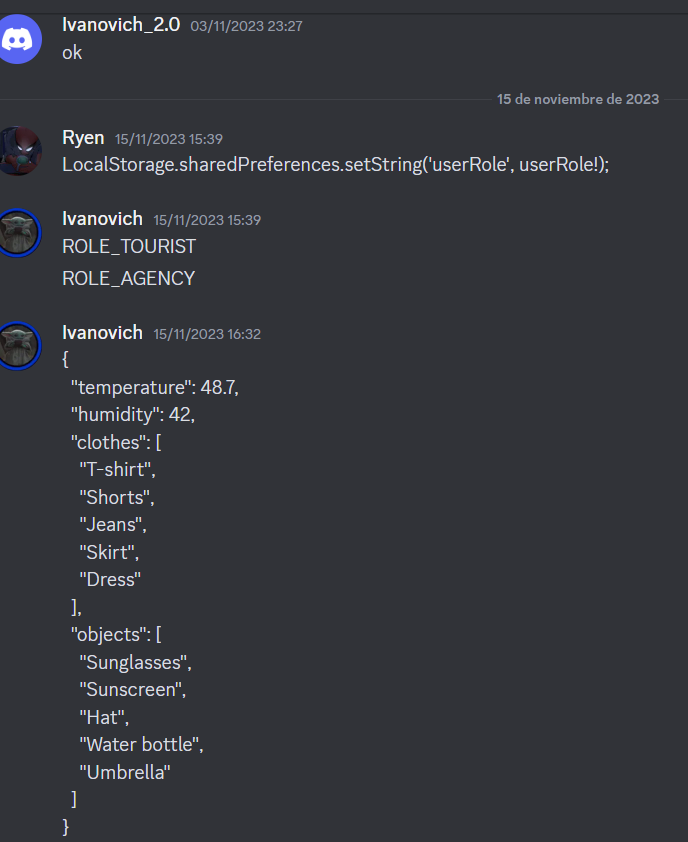 Ivanovich_2.0 03/11/2023 23:27
ok
15 de noviembre de 2023
Ryen 15/11/2023 15:39
LocalStorage.sharedPreferences.setString('userRole', userRole!);
Ivanovich 15/11/2023 15:39
ROLE_TOURIST
ROLE_AGENCY
Ivanovich 15/11/2023 16:32
{
"temperature": 48.7,
"humidity": 42,
"clothes": [
"T-shirt",
"Shorts",
"Jeans",
"Skirt",
"Dress"
],
"objects": [
"Sunglasses",
"Sunscreen",
"Hat",
"Water bottle",
"Umbrella"
]
}